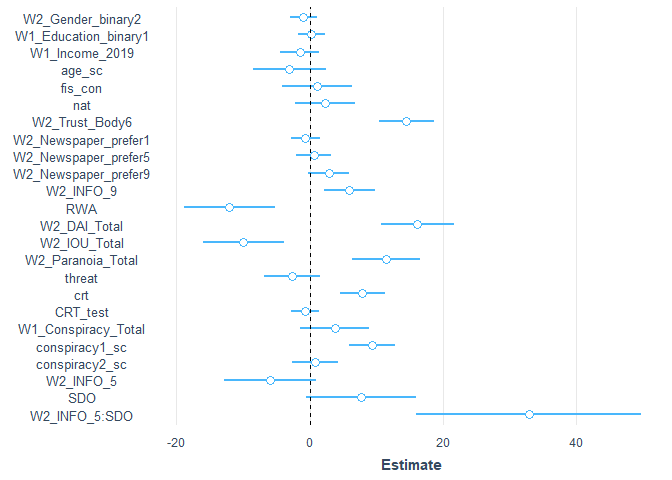 W2_Gender_binary2
W1_Education_binary1
W1_Income_2019
age_sc
fis_con
nat
W2_Trust_Body6
W2_Newspaper_prefer1
W2_Newspaper_prefer5
W2_Newspaper_prefer9
W2_INFO_9
RWA
W2_DAI_Total
W2_IOU_Total
W2_Paranoia_Total
threat
crt
CRT_test
W1_Conspiracy_Total
conspiracy1_sc
conspiracy2_sc
W2_INFO_5
SDO
W2_INFO_5:SDO
-20 0 20 40
Estimate